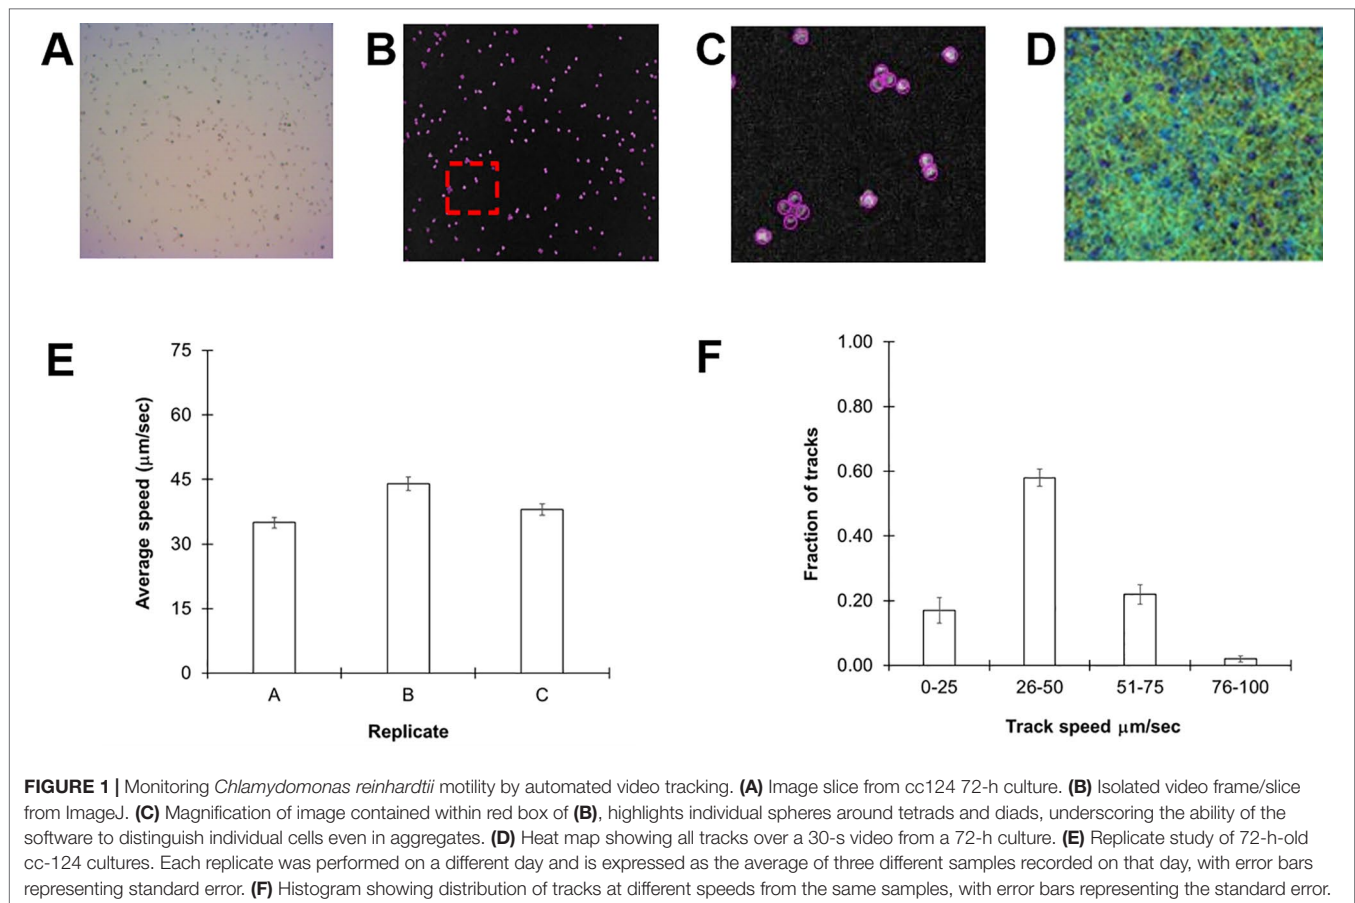 A
B
C
D
E
75
60
45
30
15
0
Average speed (μm/sec)
A
B
C
Replicate
F
1.00
0.80
0.60
0.40
0.20
0.00
Fraction of tracks
0-25
26-50
51-75
76-100
Track speed μm/sec
FIGURE 1 | Monitoring Chlamydomonas reinhardtii motility by automated video tracking. (A) Image slice from cc124 72-h culture. (B) Isolated video frame/slice
from ImageJ. (C) Magnification of image contained within red box of (B), highlights individual spheres around tetrads and diads, underscoring the ability of the
software to distinguish individual cells even in aggregates. (D) Heat map showing all tracks over a 30-s video from a 72-h culture. (E) Replicate study of 72-h-old
cc-124 cultures. Each replicate was performed on a different day and is expressed as the average of three different samples recorded on that day, with error bars
representing standard error. (F) Histogram showing distribution of tracks at different speeds from the same samples, with error bars representing the standard error.